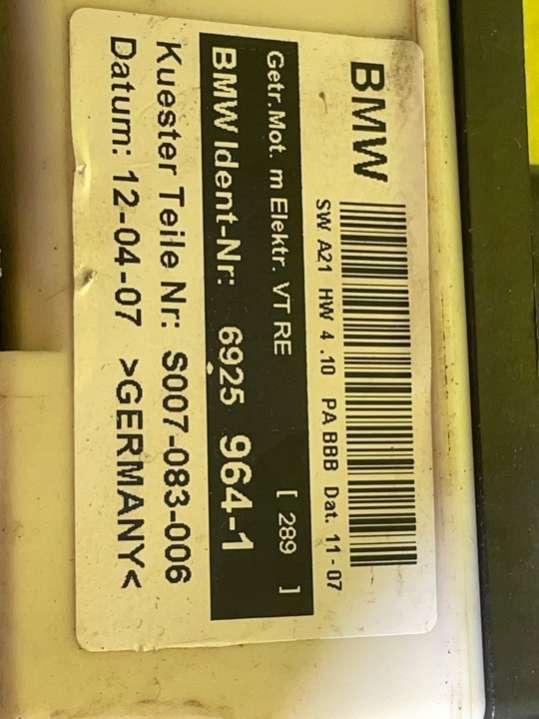 BMW
SW A21 HW 4.10 PA BBB Dat. 11-07
Getr.Mot. m Elektr. VT RE [ 289 ]
BMW Ident-Nr: 6925 964-1
Kuester Teile Nr: S007-083-006
Datum: 12-04-07 >GERMANY<